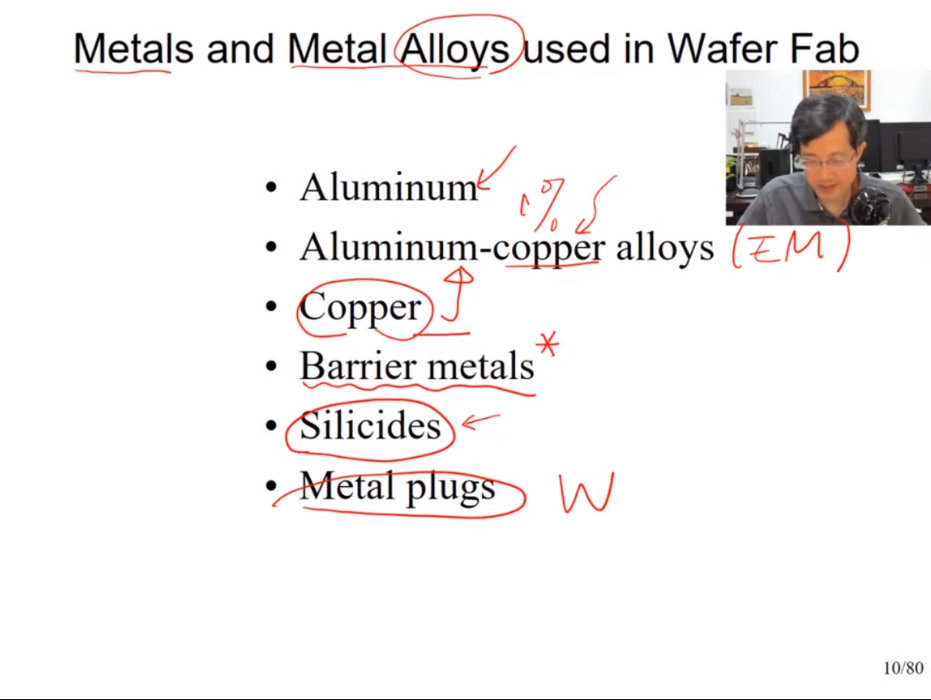 Metals and Metal Alloys used in Wafer Fab
• Aluminum
1%
• Aluminum-copper alloys (EM)
• Copper
• Barrier metals *
• Silicides
• Metal plugs W
10/80